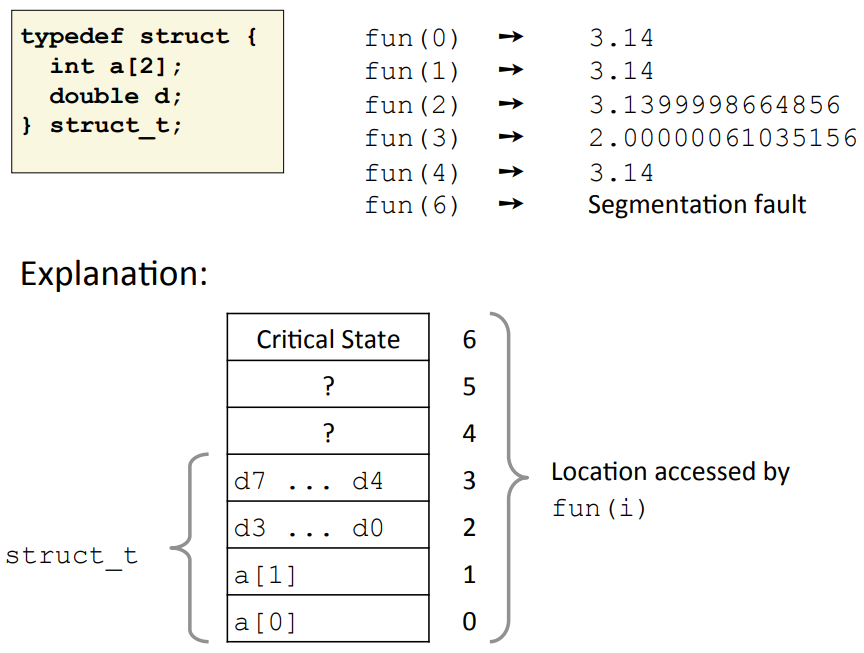 typedef struct {
  int a[2];
  double d;
} struct_t;
fun(0) → 3.14
fun(1) → 3.14
fun(2) → 3.1399998664856
fun(3) → 2.00000061035156
fun(4) → 3.14
fun(6) → Segmentation fault
Explanation:
Critical State 6
? 5
? 4
d7 ... d4 3
d3 ... d0 2
a[1] 1
a[0] 0
struct_t
Location accessed by
fun(i)